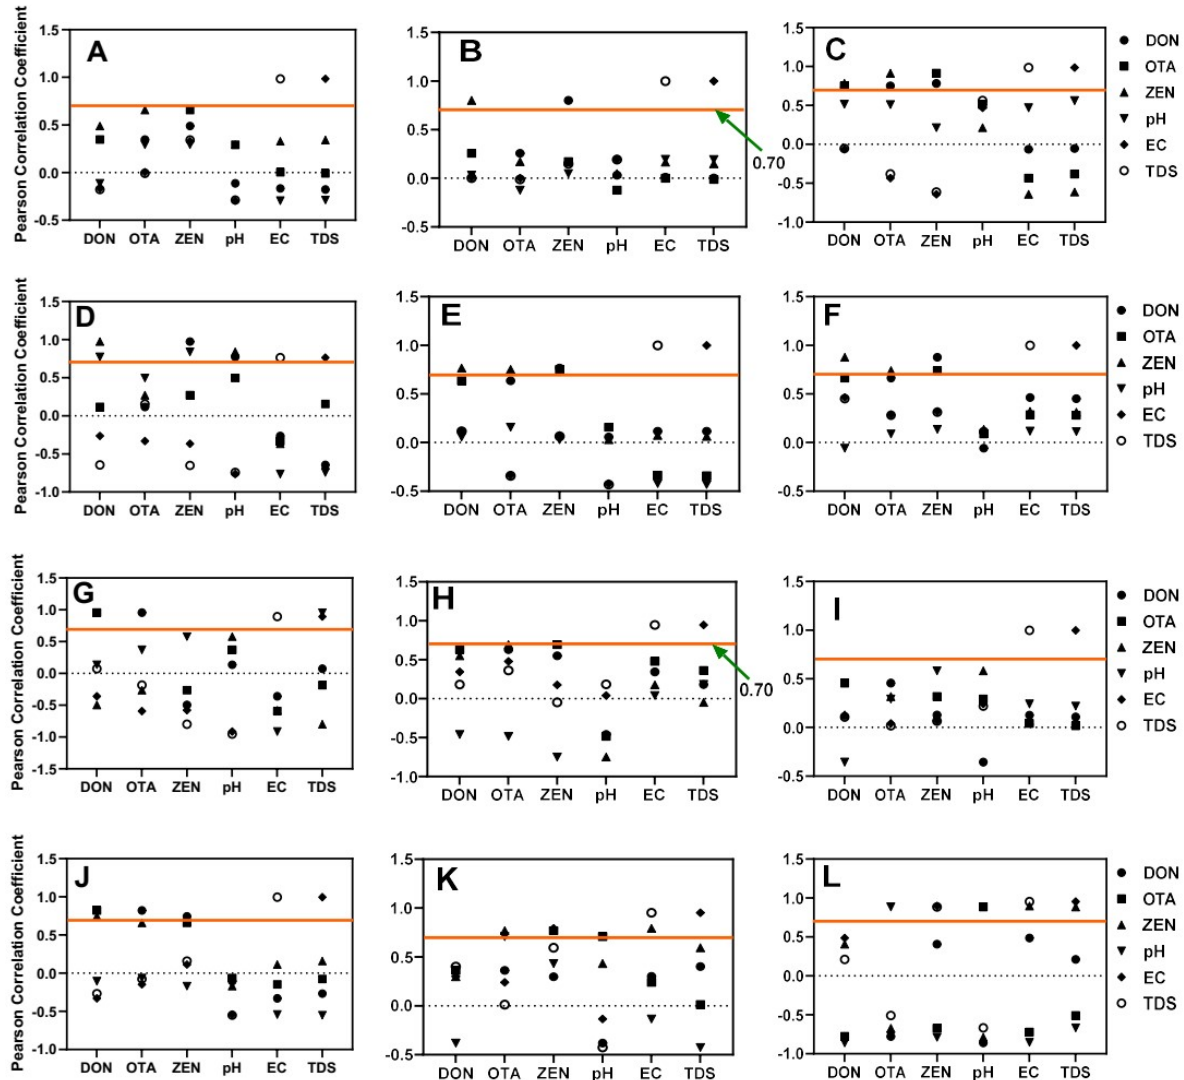 Pearson Correlation Coefficient
A
1.5
1.0
0.5
0.0
-0.5
DON OTA ZEN pH EC TDS
B
1.5
1.0
0.5
0.0
-0.5
0.70
DON OTA ZEN pH EC TDS
C
1.5
1.0
0.5
0.0
-0.5
-1.0
DON OTA ZEN pH EC TDS
DON
OTA
ZEN
pH
EC
TDS
Pearson Correlation Coefficient
D
1.5
1.0
0.5
0.0
-0.5
-1.0
DON OTA ZEN pH EC TDS
E
1.5
1.0
0.5
0.0
-0.5
DON OTA ZEN pH EC TDS
F
1.5
1.0
0.5
0.0
-0.5
DON OTA ZEN pH EC TDS
DON
OTA
ZEN
pH
EC
TDS
Pearson Correlation Coefficient
G
1.5
1.0
0.5
0.0
-0.5
-1.0
-1.5
DON OTA ZEN pH EC TDS
H
1.5
1.0
0.5
0.0
-0.5
-1.0
0.70
DON OTA ZEN pH EC TDS
I
1.5
1.0
0.5
0.0
-0.5
DON OTA ZEN pH EC TDS
DON
OTA
ZEN
pH
EC
TDS
Pearson Correlation Coefficient
J
1.5
1.0
0.5
0.0
-0.5
-1.0
DON OTA ZEN pH EC TDS
K
1.5
1.0
0.5
0.0
-0.5
DON OTA ZEN pH EC TDS
L
1.5
1.0
0.5
0.0
-0.5
-1.0
DON OTA ZEN pH EC TDS
DON
OTA
ZEN
pH
EC
TDS